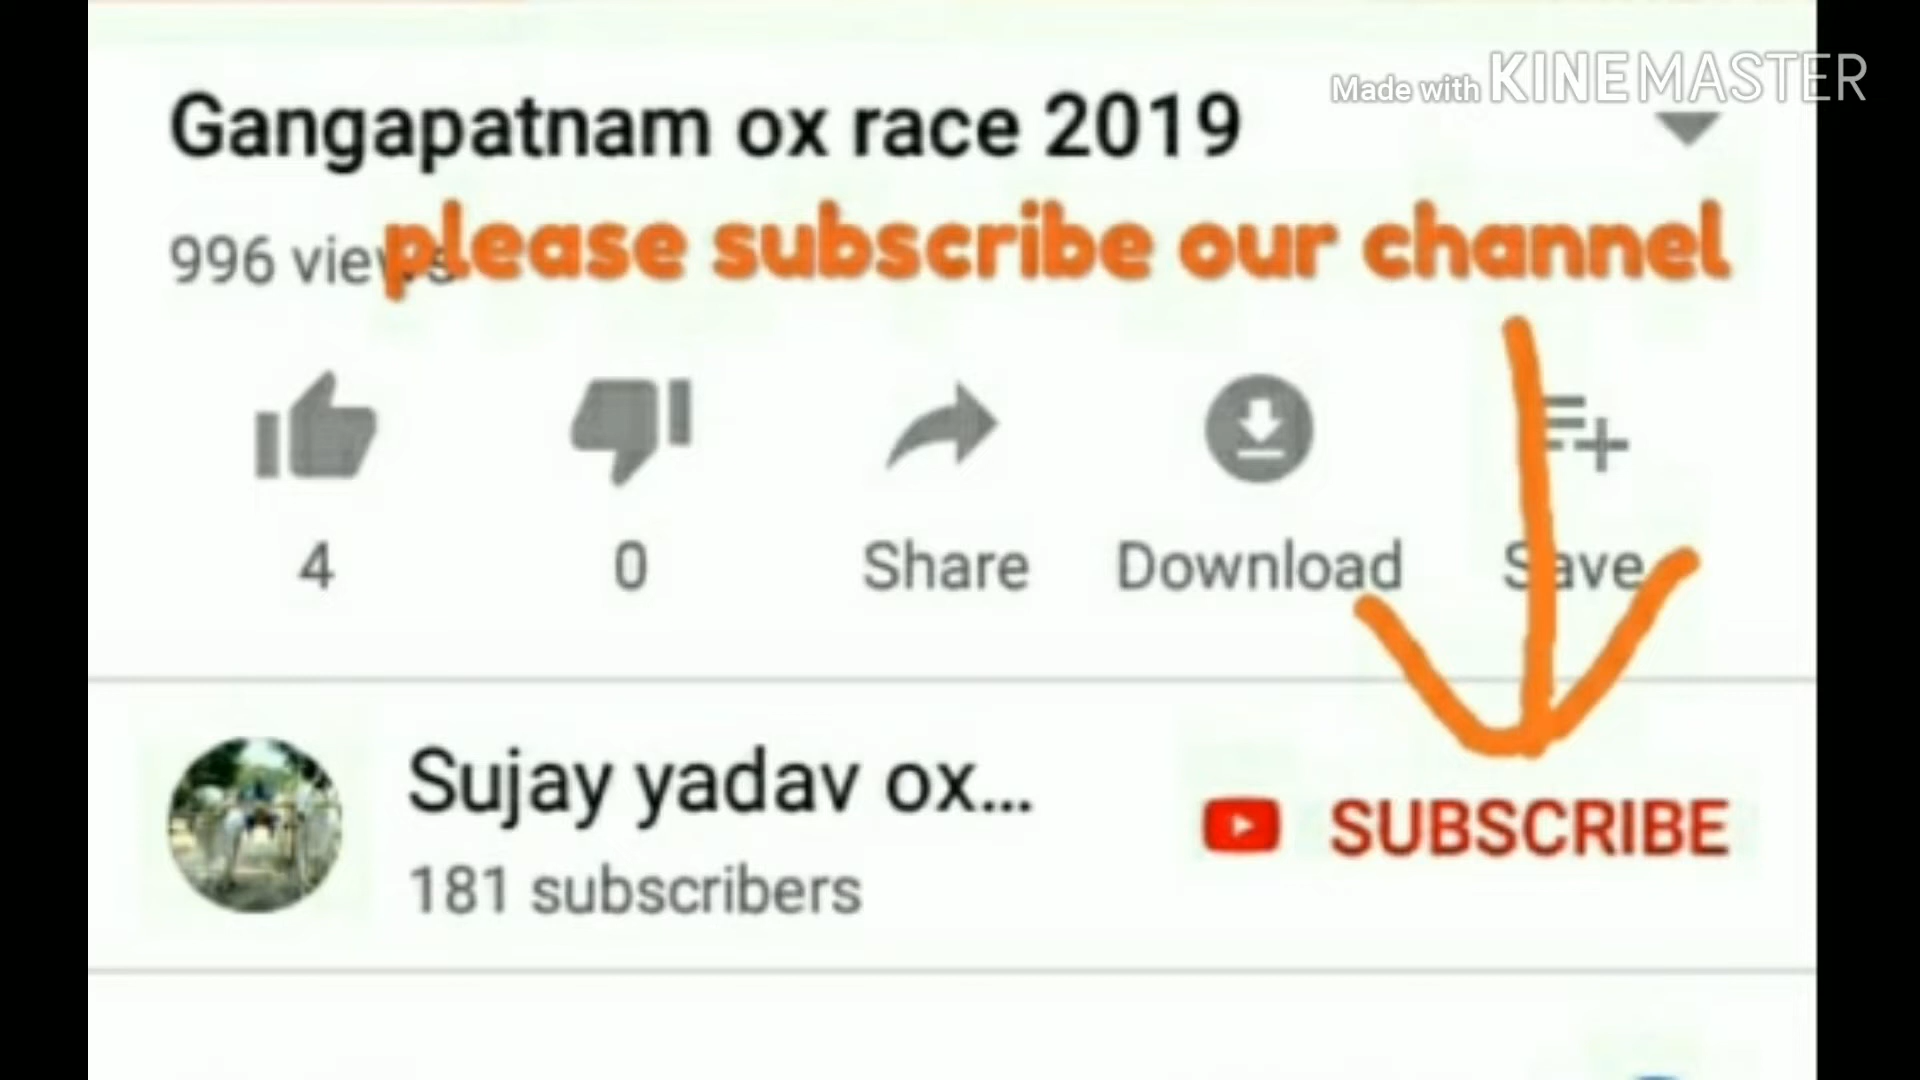 Made with KINEMASTER
Gangapatnam ox race 2019
996 views
please subscribe our channel
4 0 Share Download Save
Sujay yadav ox...
SUBSCRIBE
181 subscribers